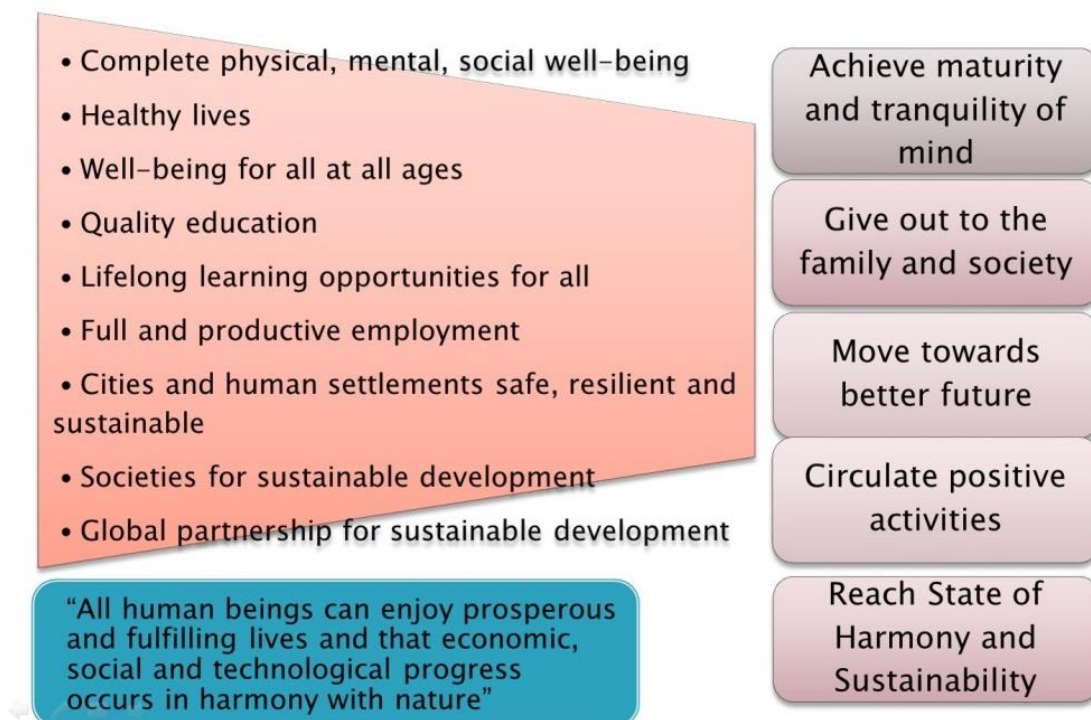 • Complete physical, mental, social well-being
• Healthy lives
• Well-being for all at all ages
• Quality education
• Lifelong learning opportunities for all
• Full and productive employment
• Cities and human settlements safe, resilient and
sustainable
• Societies for sustainable development
• Global partnership for sustainable development
“All human beings can enjoy prosperous
and fulfilling lives and that economic,
social and technological progress
occurs in harmony with nature”
Achieve maturity
and tranquility of
mind
Give out to the
family and society
Move towards
better future
Circulate positive
activities
Reach State of
Harmony and
Sustainability